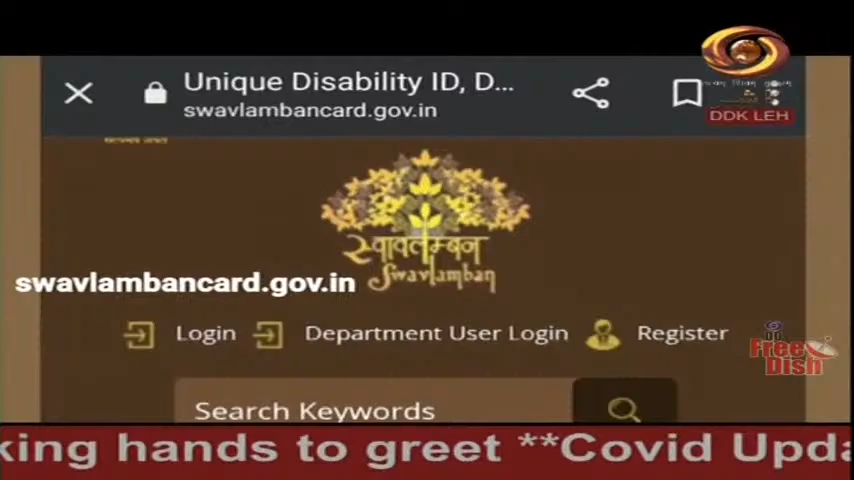 Unique Disability ID, D...
swavlambancard.gov.in
DDK LEH
स्वावलम्बन
Swavlamban
swavlambancard.gov.in
Login
Department User Login
Register
DD
Free
Dish
Search Keywords
king hands to greet **Covid Upda